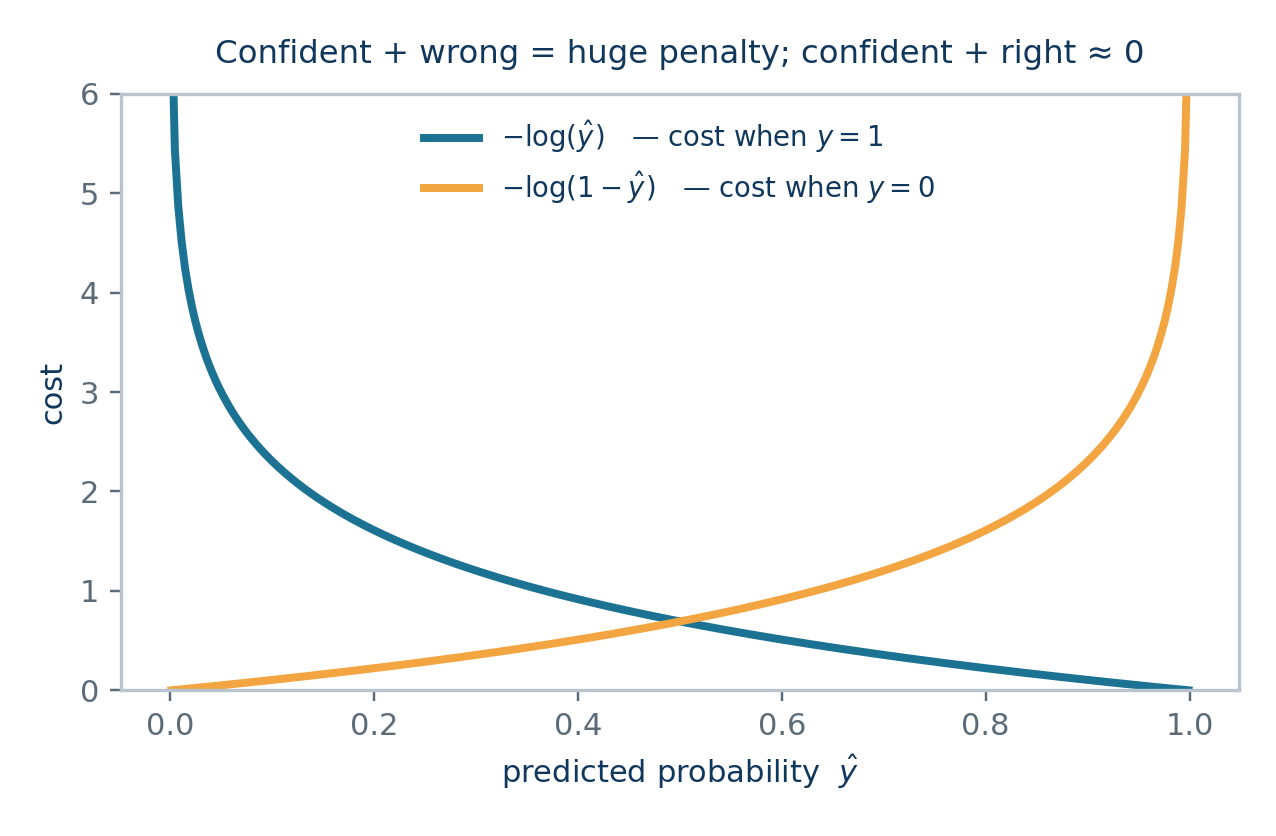 Confident + wrong = huge penalty; confident + right ≈ 0
6
−log(ŷ) — cost when y = 1
−log(1 − ŷ) — cost when y = 0
5
4
3
cost
2
1
0
0.0 0.2 0.4 0.6 0.8 1.0
predicted probability ŷ